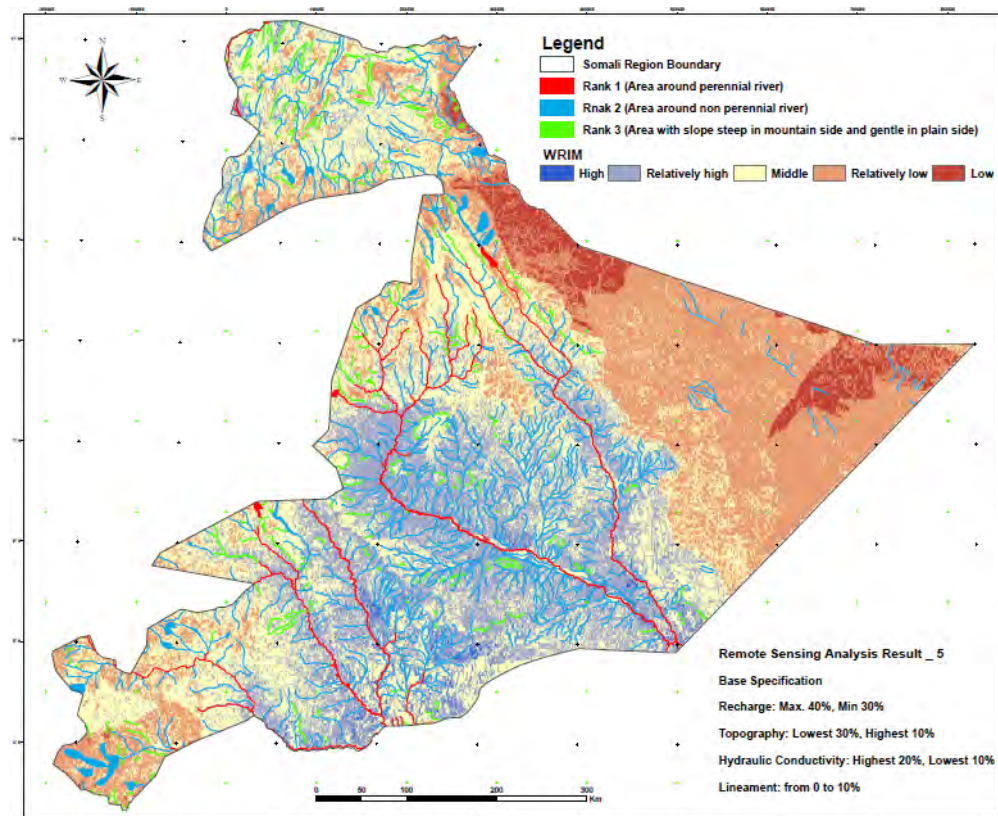 N
W E
S
Legend
Somali Region Boundary
Rank 1 (Area around perennial river)
Rnak 2 (Area around non perennial river)
Rank 3 (Area with slope steep in mountain side and gentle in plain side)
WRIM
High Relatively high Middle Relatively low Low
Remote Sensing Analysis Result _ 5
Base Specification
Recharge: Max. 40%, Min 30%
Topography: Lowest 30%, Highest 10%
Hydraulic Conductivity: Highest 20%, Lowest 10%
Lineament: from 0 to 10%
0 50 100 200 300
Km